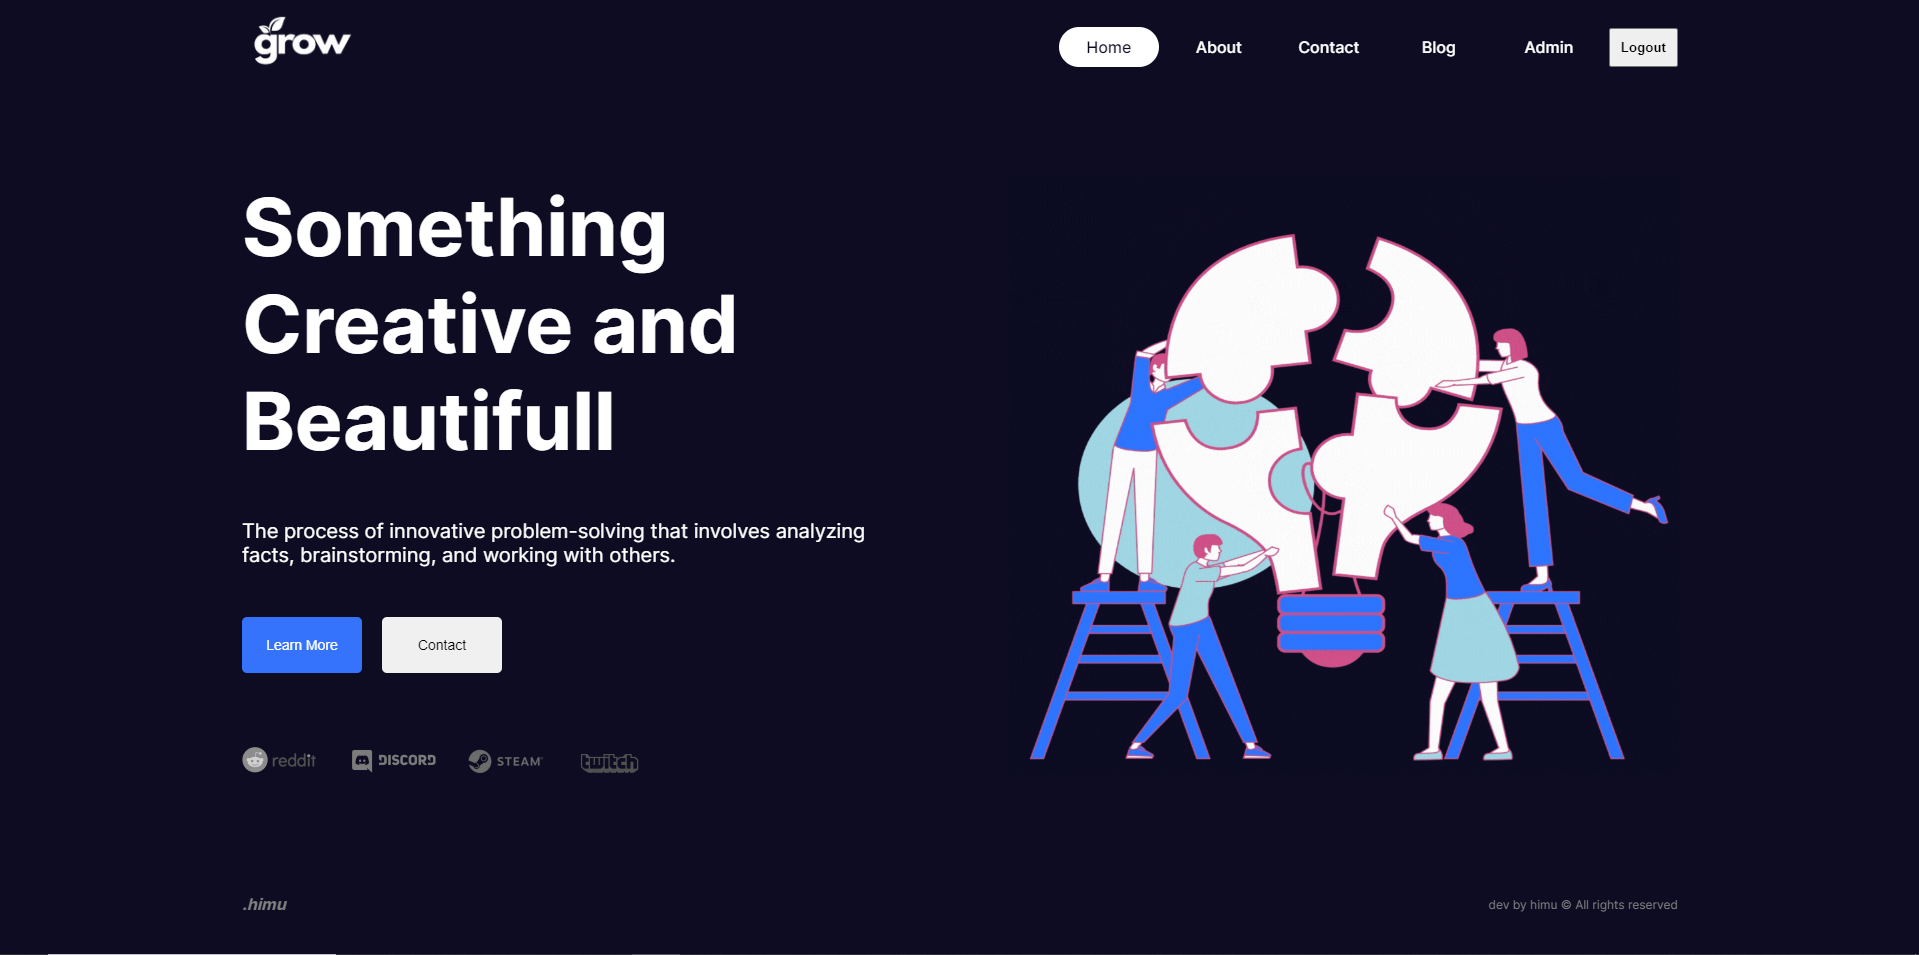 grow
Home About Contact Blog Admin Logout
Something
Creative and
Beautifull
The process of innovative problem-solving that involves analyzing
facts, brainstorming, and working with others.
Learn More Contact
reddit DISCORD STEAM twitch
.himu
dev by himu © All rights reserved